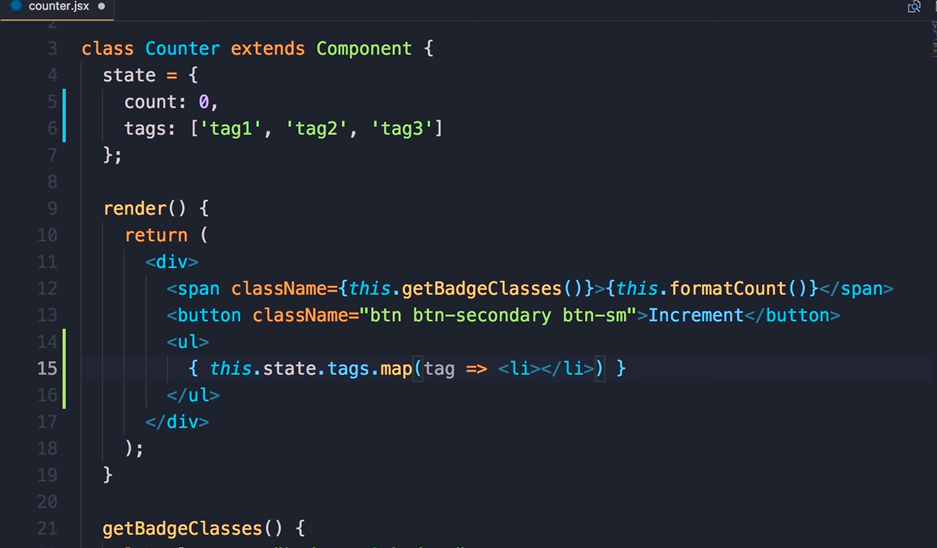 counter.jsx
2
3 class Counter extends Component {
4 state = {
5 count: 0,
6 tags: ['tag1', 'tag2', 'tag3']
7 };
8
9 render() {
10 return (
11 <div>
12 <span className={this.getBadgeClasses()}>{this.formatCount()}</span>
13 <button className="btn btn-secondary btn-sm">Increment</button>
14 <ul>
15 { this.state.tags.map(tag => <li></li>) }
16 </ul>
17 </div>
18 );
19 }
20
21 getBadgeClasses() {